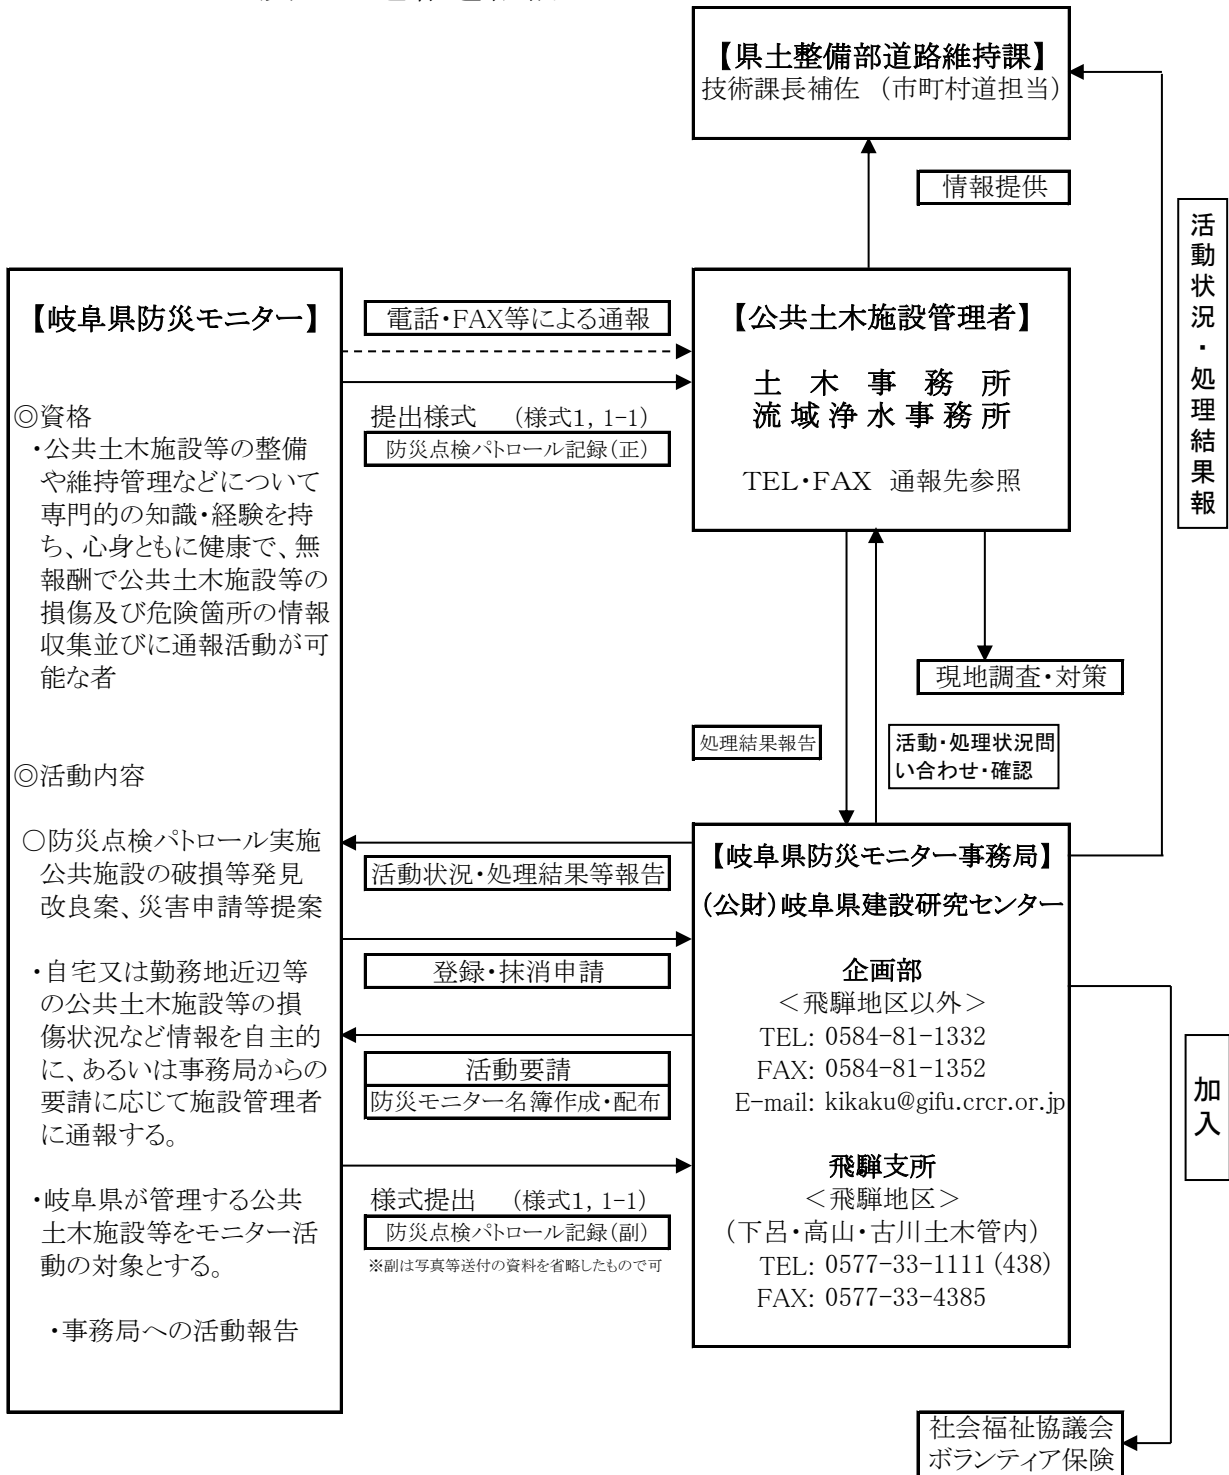 【県土整備部道路維持課】
技術課長補佐 （市町村道担当）
情報提供
活動状況・処理結果報
【岐阜県防災モニター】
◎資格
・公共土木施設等の整備
や維持管理などについて
専門的の知識・経験を持
ち、心身ともに健康で、無
報酬で公共土木施設等の
損傷及び危険箇所の情報
収集並びに通報活動が可
能な者
◎活動内容
○防災点検パトロール実施
公共施設の破損等発見
改良案、災害申請等提案
・自宅又は勤務地近辺等
の公共土木施設等の損
傷状況など情報を自主的
に、あるいは事務局からの
要請に応じて施設管理者
に通報する。
・岐阜県が管理する公共
土木施設等をモニター活
動の対象とする。
・事務局への活動報告
電話・FAX等による通報
提出様式 （様式1, 1-1）
防災点検パトロール記録（正）
【公共土木施設管理者】
土 木 事 務 所
流域浄水事務所
TEL・FAX 通報先参照
現地調査・対策
処理結果報告
活動・処理状況問
い合わせ・確認
活動状況・処理結果等報告
登録・抹消申請
活動要請
防災モニター名簿作成・配布
様式提出 （様式1, 1-1）
防災点検パトロール記録（副）
※副は写真等送付の資料を省略したもので可
【岐阜県防災モニター事務局】
（公財）岐阜県建設研究センター
企画部
＜飛騨地区以外＞
TEL: 0584-81-1332
FAX: 0584-81-1352
E-mail: kikaku@gifu.crcr.or.jp
飛騨支所
＜飛騨地区＞
（下呂・高山・古川土木管内）
TEL: 0577-33-1111 (438)
FAX: 0577-33-4385
加入
社会福祉協議会
ボランティア保険